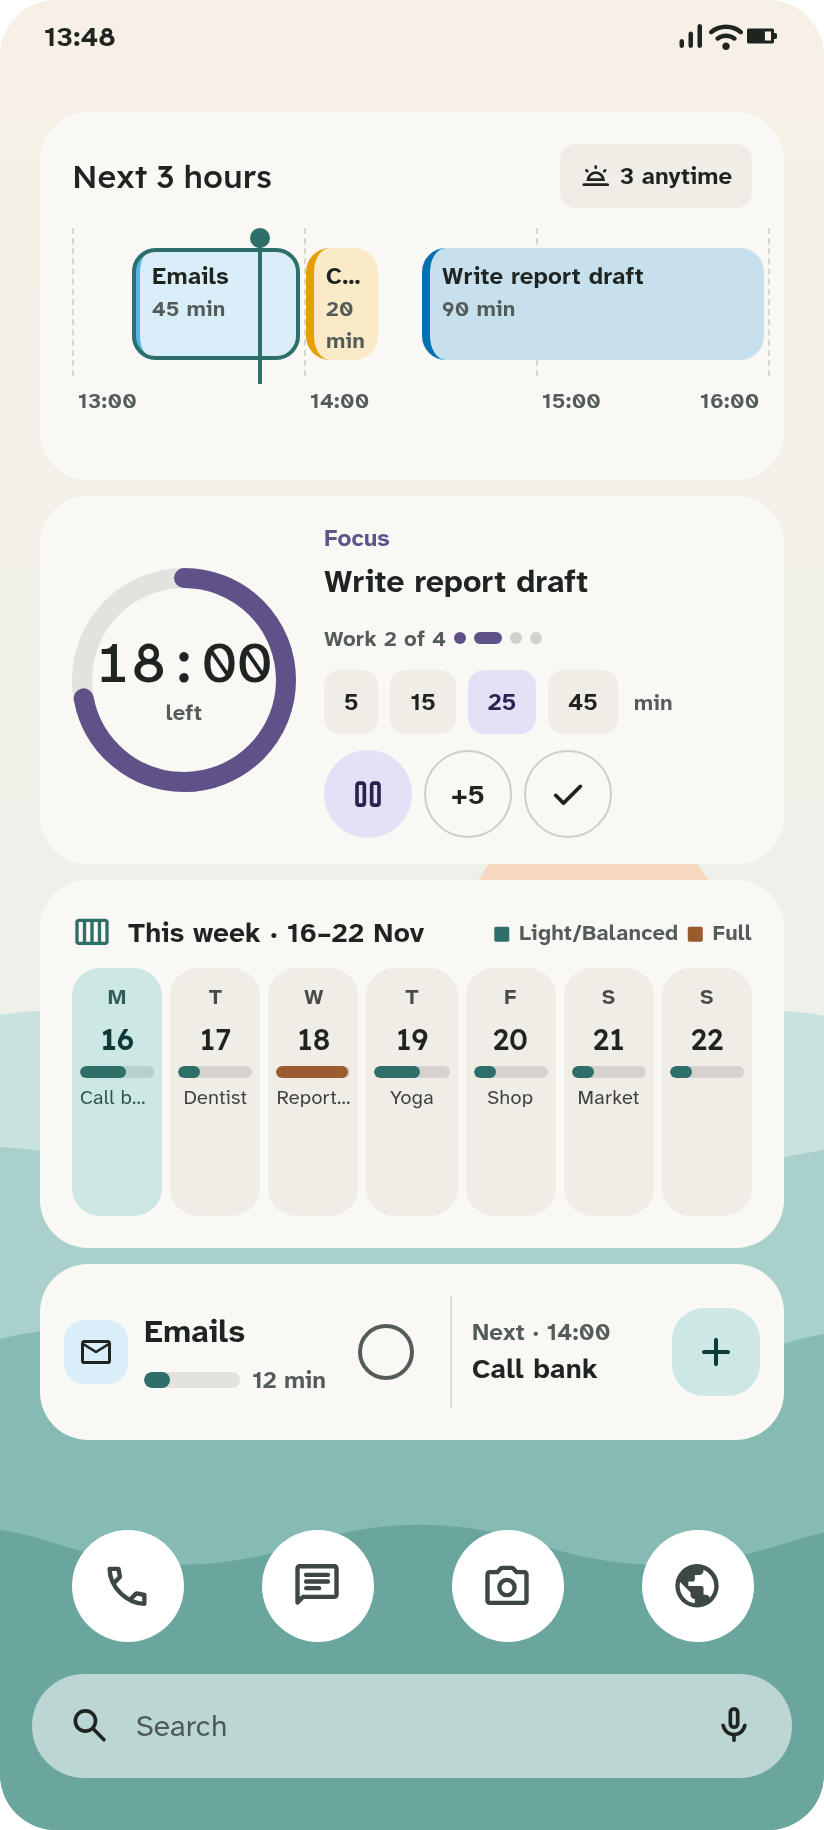 13:48
Next 3 hours
3 anytime
Emails
45 min
C...
20
min
Write report draft
90 min
13:00
14:00
15:00
16:00
Focus
Write report draft
18:00
left
Work 2 of 4
5
15
25
45
min
+5
This week · 16–22 Nov
Light/Balanced
Full
M
T
W
T
F
S
S
16
17
18
19
20
21
22
Call b...
Dentist
Report...
Yoga
Shop
Market
Emails
12 min
Next · 14:00
Call bank
Search